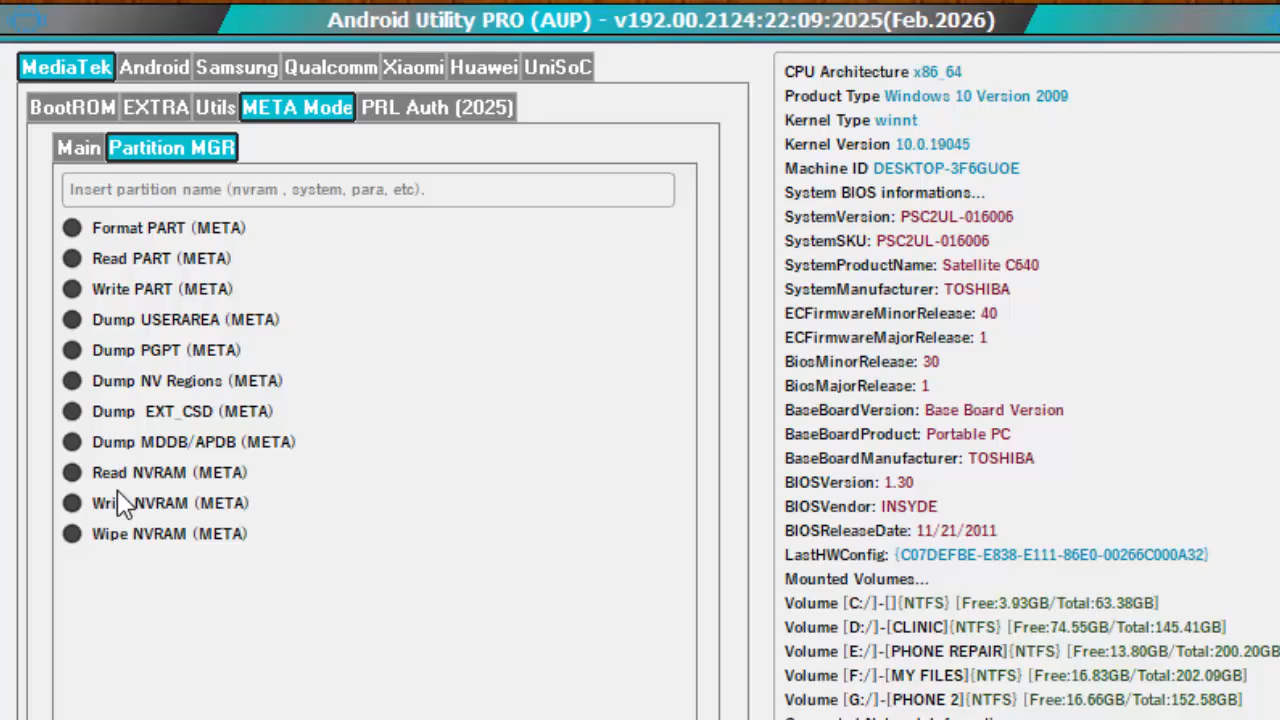 Android Utility PRO (AUP) - v192.00.2124:22:09:2025(Feb.2026)
MediaTek Android Samsung Qualcomm Xiaomi Huawei UniSoC
BootROM EXTRA Utils META Mode PRL Auth (2025)
Main Partition MGR
Insert partition name (nvram , system, para, etc).
Format PART (META)
Read PART (META)
Write PART (META)
Dump USERAREA (META)
Dump PGPT (META)
Dump NV Regions (META)
Dump EXT_CSD (META)
Dump MDDB/APDB (META)
Read NVRAM (META)
Write NVRAM (META)
Wipe NVRAM (META)
CPU Architecture x86_64
Product Type Windows 10 Version 2009
Kernel Type winnt
Kernel Version 10.0.19045
Machine ID DESKTOP-3F6GUOE
System BIOS informations...
SystemVersion: PSC2UL-016006
SystemSKU: PSC2UL-016006
SystemProductName: Satellite C640
SystemManufacturer: TOSHIBA
ECFirmwareMinorRelease: 40
ECFirmwareMajorRelease: 1
BiosMinorRelease: 30
BiosMajorRelease: 1
BaseBoardVersion: Base Board Version
BaseBoardProduct: Portable PC
BaseBoardManufacturer: TOSHIBA
BIOSVersion: 1.30
BIOSVendor: INSYDE
BIOSReleaseDate: 11/21/2011
LastHWConfig: {C07DEFBE-E838-E111-86E0-00266C000A32}
Mounted Volumes...
Volume [C:/]-[]{NTFS} [Free:3.93GB/Total:63.38GB]
Volume [D:/]-[CLINIC]{NTFS} [Free:74.55GB/Total:145.41GB]
Volume [E:/]-[PHONE REPAIR]{NTFS} [Free:13.80GB/Total:200.20GB
Volume [F:/]-[MY FILES]{NTFS} [Free:16.83GB/Total:202.09GB]
Volume [G:/]-[PHONE 2]{NTFS} [Free:16.66GB/Total:152.58GB]